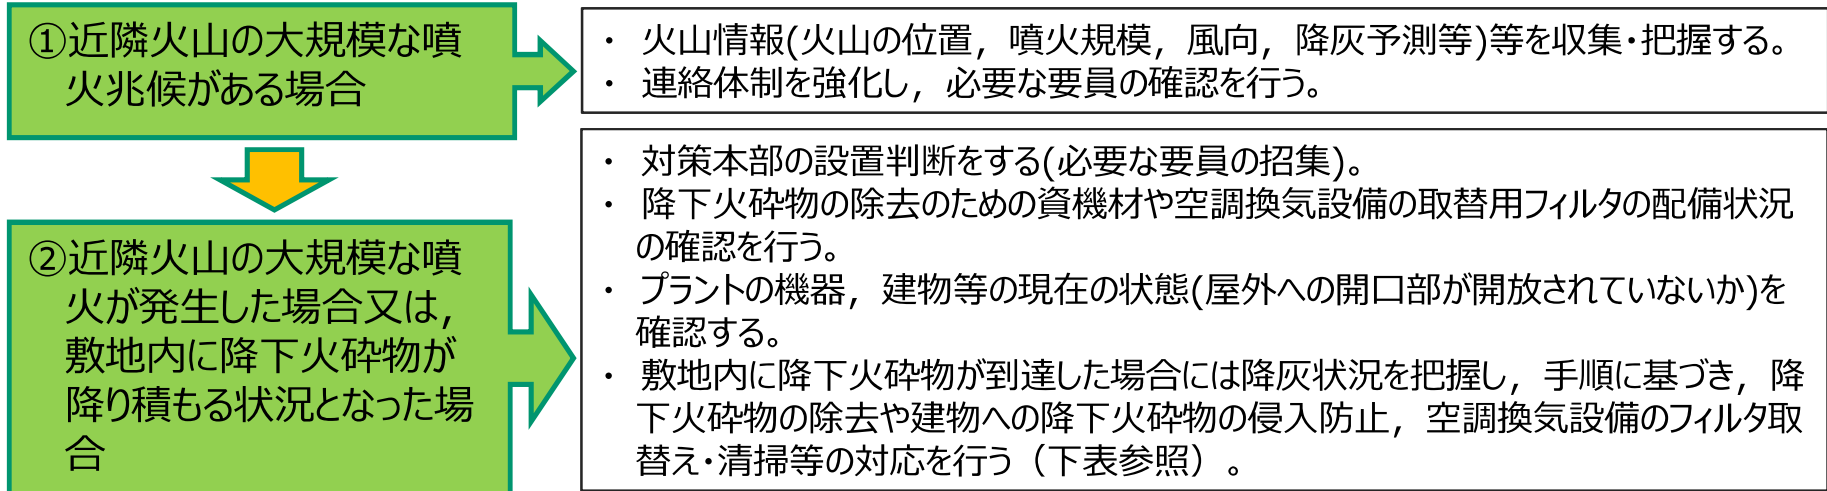 ①近隣火山の大規模な噴
火兆候がある場合
・ 火山情報(火山の位置，噴火規模，風向，降灰予測等)等を収集・把握する。
・ 連絡体制を強化し，必要な要員の確認を行う。
②近隣火山の大規模な噴
火が発生した場合又は，
敷地内に降下火砕物が
降り積もる状況となった場
合
・ 対策本部の設置判断をする(必要な要員の招集)。
・ 降下火砕物の除去のための資機材や空調換気設備の取替用フィルタの配備状況
の確認を行う。
・ プラントの機器，建物等の現在の状態(屋外への開口部が開放されていないか)を
確認する。
・ 敷地内に降下火砕物が到達した場合には降灰状況を把握し，手順に基づき，降
下火砕物の除去や建物への降下火砕物の侵入防止，空調換気設備のフィルタ取
替え・清掃等の対応を行う（下表参照）。